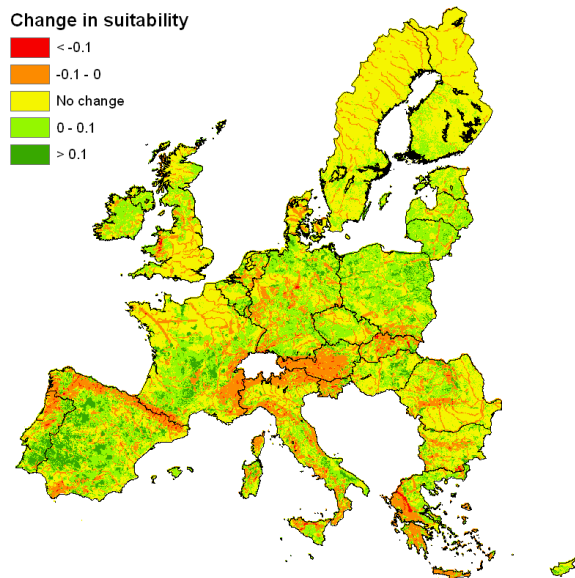 Change in suitability
< -0.1
-0.1 - 0
No change
0 - 0.1
> 0.1